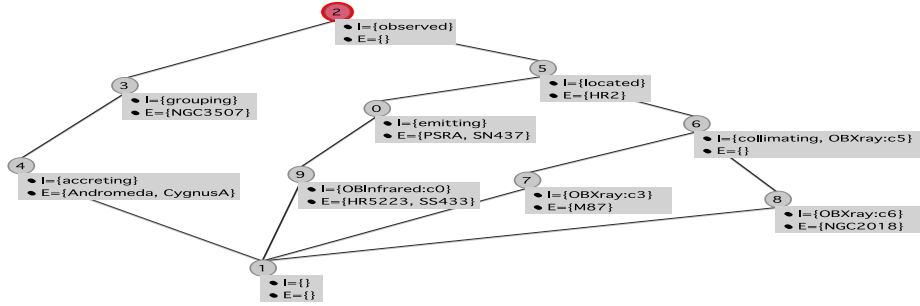 2
I={observed}
E={}
3
I={grouping}
E={NGC3507}
5
I={located}
E={HR2}
0
I={emitting}
E={PSRA, SN437}
6
I={collimating, OBXray:c5}
E={}
4
I={accreting}
E={Andromeda, CygnusA}
9
I={OBInfrared:c0}
E={HR5223, SS433}
7
I={OBXray:c3}
E={M87}
8
I={OBXray:c6}
E={NGC2018}
1
I={}
E={}